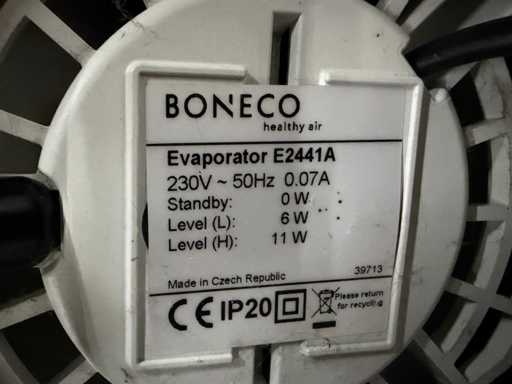 BONECO
healthy air
Evaporator E2441A
230V ~ 50Hz 0.07A
Standby: 0 W
Level (L): 6 W
Level (H): 11 W
Made in Czech Republic 39713
CE IP20 Please return
for recycling